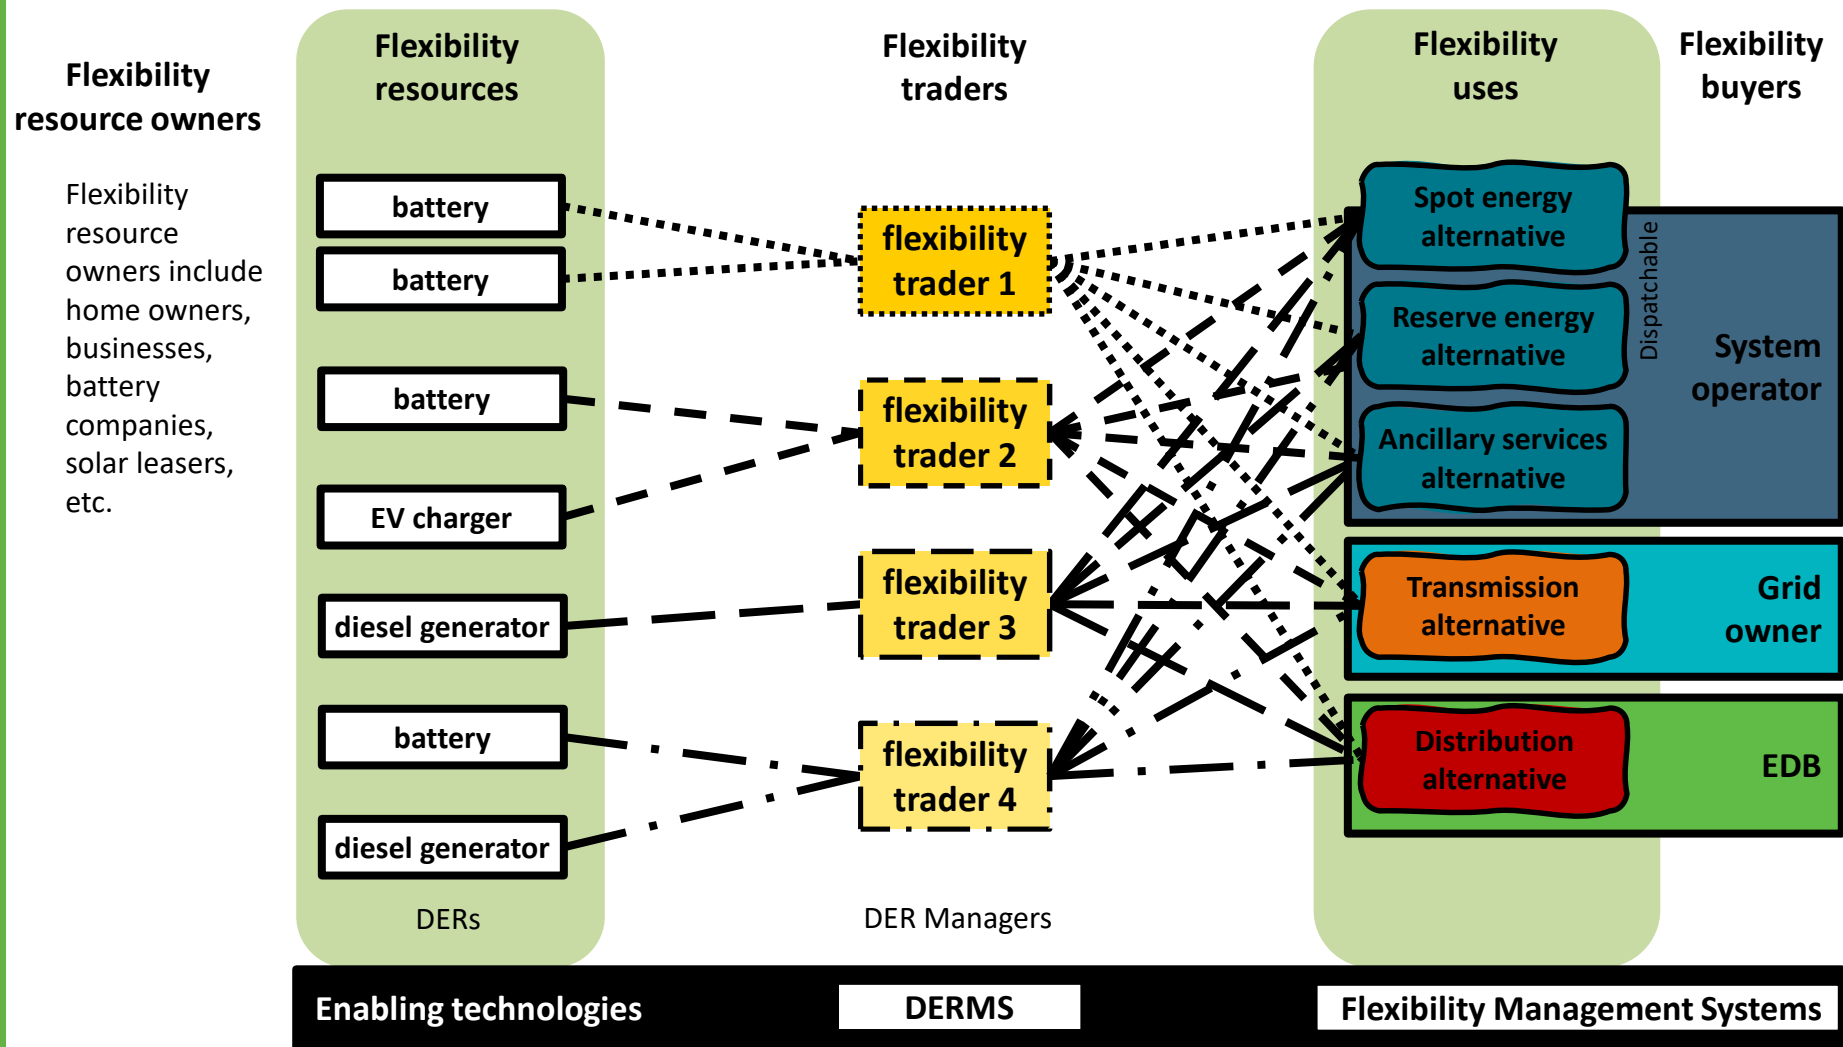 Flexibility
resource owners
Flexibility
resource
owners include
home owners,
businesses,
battery
companies,
solar leasers,
etc.
Flexibility
resources
battery
battery
battery
EV charger
diesel generator
battery
diesel generator
DERs
Flexibility
traders
flexibility
trader 1
flexibility
trader 2
flexibility
trader 3
flexibility
trader 4
DER Managers
Flexibility
uses
Spot energy
alternative
Reserve energy
alternative
Ancillary services
alternative
Dispatchable
Transmission
alternative
Distribution
alternative
Flexibility
buyers
System
operator
Grid
owner
EDB
Enabling technologies
DERMS
Flexibility Management Systems